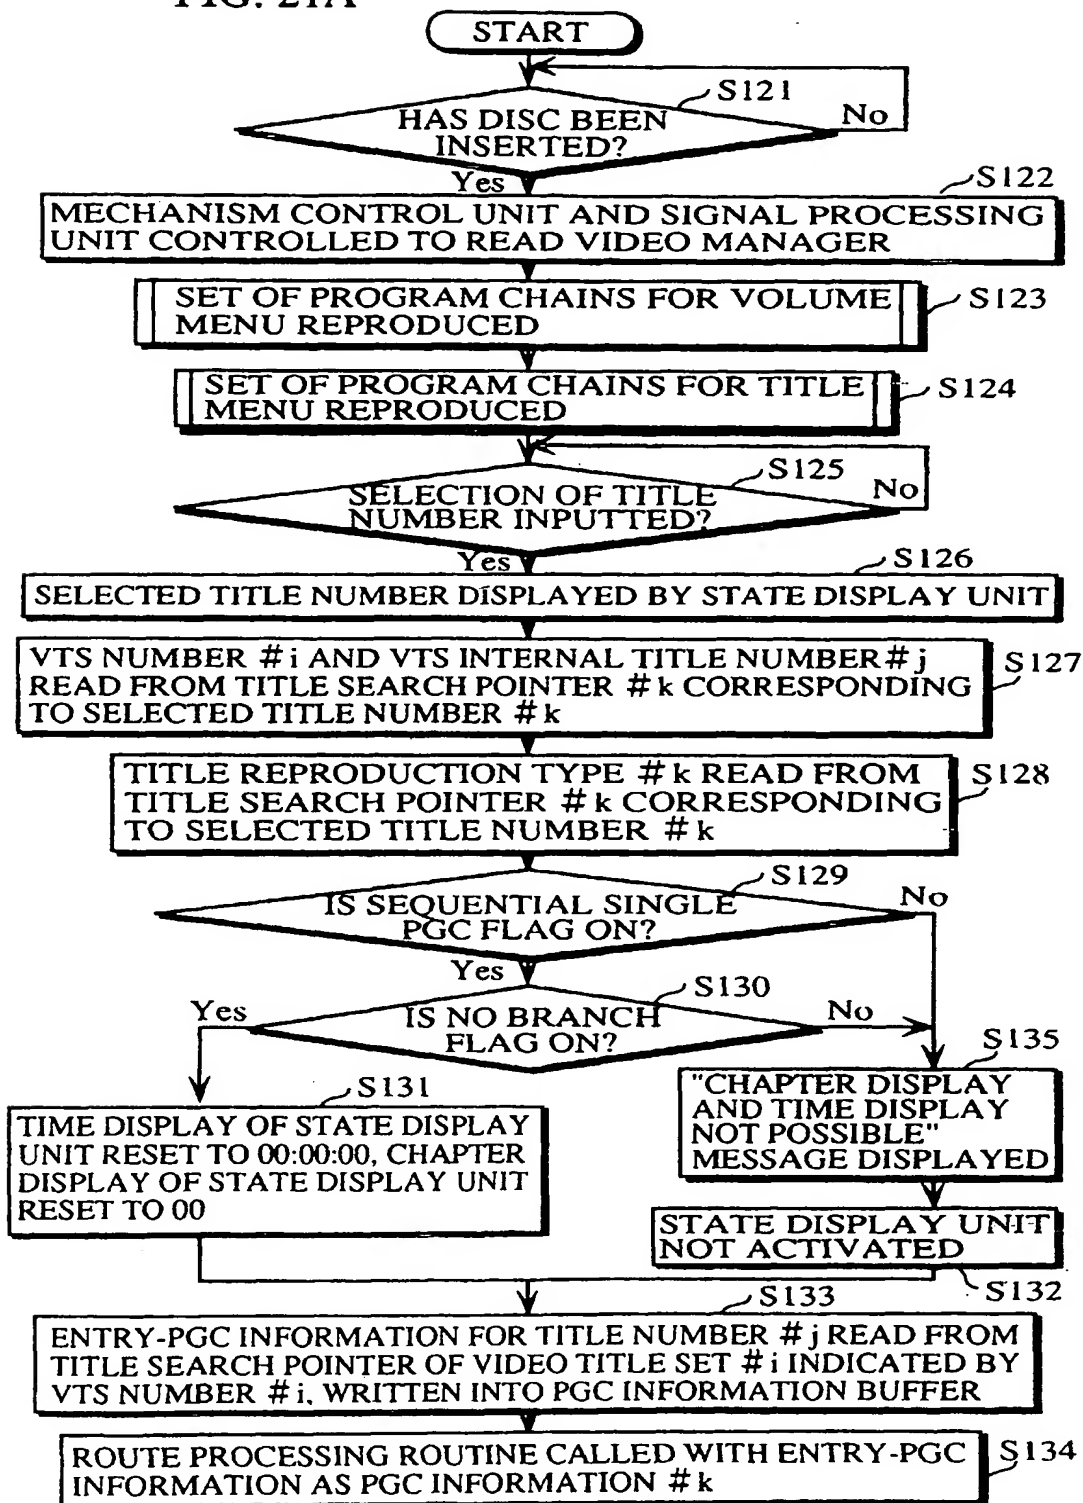 FIG. 21A
START
S121
HAS DISC BEEN
INSERTED?
No
Yes
S122
MECHANISM CONTROL UNIT AND SIGNAL PROCESSING
UNIT CONTROLLED TO READ VIDEO MANAGER
SET OF PROGRAM CHAINS FOR VOLUME
MENU REPRODUCED
S123
SET OF PROGRAM CHAINS FOR TITLE
MENU REPRODUCED
S124
S125
SELECTION OF TITLE
NUMBER INPUTTED?
No
Yes
S126
SELECTED TITLE NUMBER DISPLAYED BY STATE DISPLAY UNIT
VTS NUMBER #i AND VTS INTERNAL TITLE NUMBER#j
READ FROM TITLE SEARCH POINTER #k CORRESPONDING
TO SELECTED TITLE NUMBER #k
S127
TITLE REPRODUCTION TYPE #k READ FROM
TITLE SEARCH POINTER #k CORRESPONDING
TO SELECTED TITLE NUMBER #k
S128
S129
IS SEQUENTIAL SINGLE
PGC FLAG ON?
No
Yes
S130
IS NO BRANCH
FLAG ON?
Yes
No
S131
TIME DISPLAY OF STATE DISPLAY
UNIT RESET TO 00:00:00, CHAPTER
DISPLAY OF STATE DISPLAY UNIT
RESET TO 00
S135
"CHAPTER DISPLAY
AND TIME DISPLAY
NOT POSSIBLE"
MESSAGE DISPLAYED
STATE DISPLAY UNIT
NOT ACTIVATED
S132
S133
ENTRY-PGC INFORMATION FOR TITLE NUMBER #j READ FROM
TITLE SEARCH POINTER OF VIDEO TITLE SET #i INDICATED BY
VTS NUMBER #i, WRITTEN INTO PGC INFORMATION BUFFER
ROUTE PROCESSING ROUTINE CALLED WITH ENTRY-PGC
INFORMATION AS PGC INFORMATION #k
S134